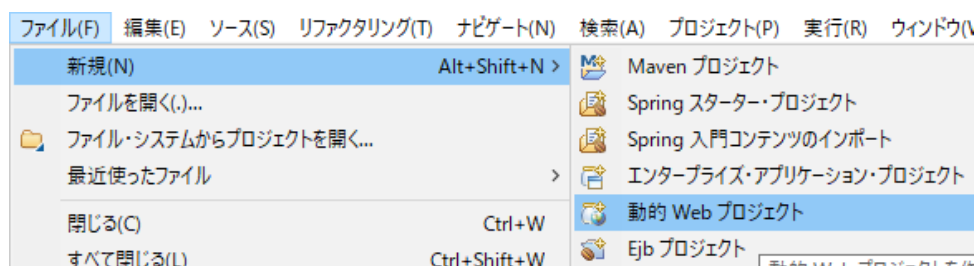 ファイル(F) 編集(E) ソース(S) リファクタリング(T) ナビゲート(N) 検索(A) プロジェクト(P) 実行(R) ウィンドウ(
新規(N) Alt+Shift+N >
ファイルを開く(.)...
ファイル・システムからプロジェクトを開く...
最近使ったファイル >
閉じる(C) Ctrl+W
すべて閉じる(L) Ctrl+Shift+W
Maven プロジェクト
Spring スターター・プロジェクト
Spring 入門コンテンツのインポート
エンタープライズ・アプリケーション・プロジェクト
動的 Web プロジェクト
Ejb プロジェクト